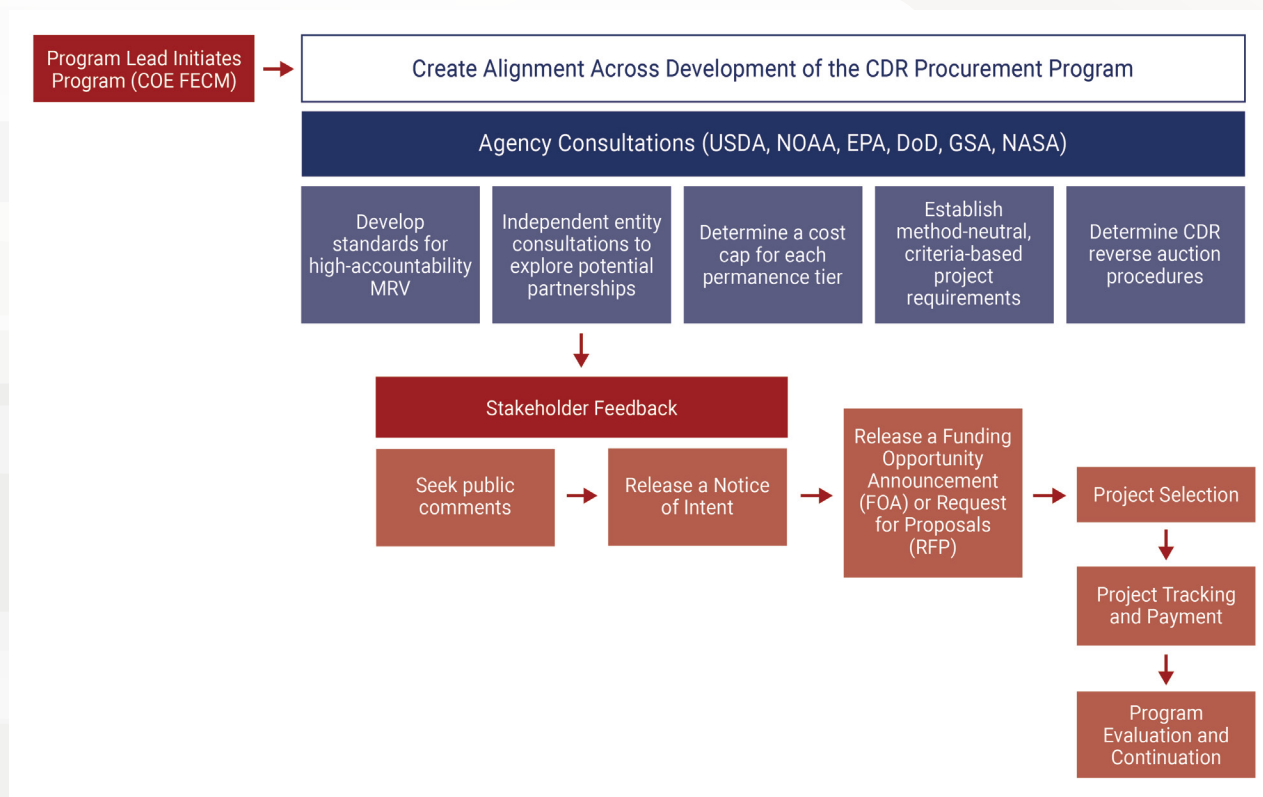 Program Lead Initiates
Program (COE FECM)
Create Alignment Across Development of the CDR Procurement Program
Agency Consultations (USDA, NOAA, EPA, DoD, GSA, NASA)
Develop
standards for
high-accountability
MRV
Independent entity
consultations to
explore potential
partnerships
Determine a cost
cap for each
permanence tier
Establish
method-neutral,
criteria-based
project
requirements
Determine CDR
reverse auction
procedures
Stakeholder Feedback
Seek public
comments
Release a Notice
of Intent
Release a Funding
Opportunity
Announcement
(FOA) or Request
for Proposals
(RFP)
Project Selection
Project Tracking
and Payment
Program
Evaluation and
Continuation